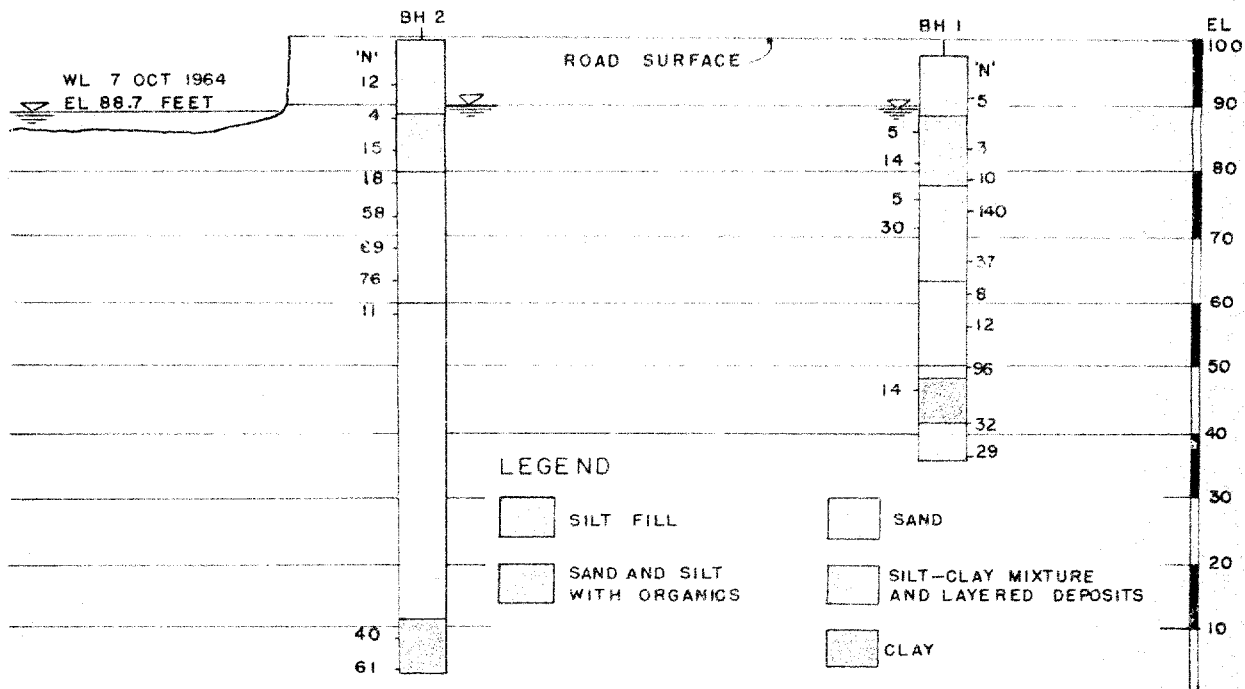 BH 2
BH 1
EL
'N'
12
4
15
18
58
76
11
40
61
WL 7 OCT 1964
EL 88.7 FEET
ROAD SURFACE
'N'
5
3
10
140
37
8
12
96
32
29
5
14
5
30
14
100
90
80
70
60
50
40
30
20
10
LEGEND
SILT FILL
SAND AND SILT
WITH ORGANICS
SAND
SILT-CLAY MIXTURE
AND LAYERED DEPOSITS
CLAY